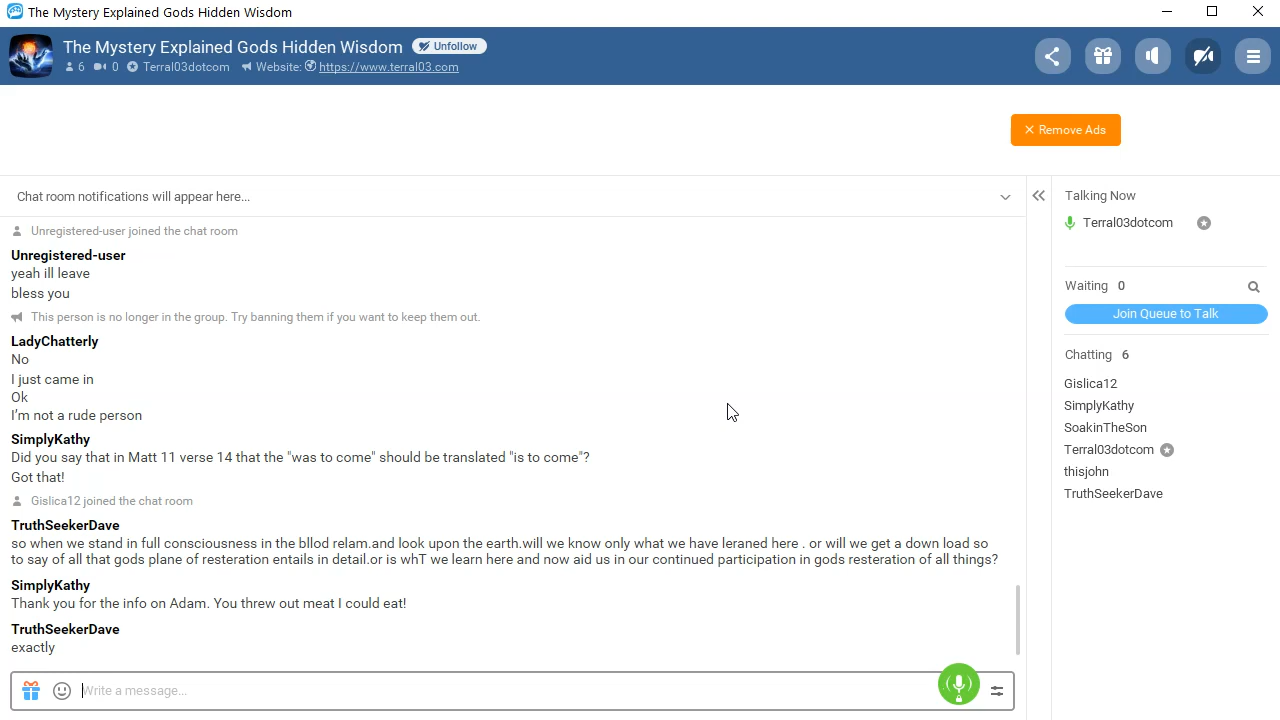 The Mystery Explained Gods Hidden Wisdom
The Mystery Explained Gods Hidden Wisdom Unfollow
6 0 Terral03dotcom Website: https://www.terral03.com
Remove Ads
Chat room notifications will appear here...
Unregistered-user joined the chat room
Unregistered-user
yeah ill leave
bless you
This person is no longer in the group. Try banning them if you want to keep them out.
LadyChatterly
No
I just came in
Ok
I'm not a rude person
SimplyKathy
Did you say that in Matt 11 verse 14 that the "was to come" should be translated "is to come"?
Got that!
Gislica12 joined the chat room
TruthSeekerDave
so when we stand in full consciousness in the bllod relam.and look upon the earth.will we know only what we have leraned here . or will we get a down load so
to say of all that gods plane of resteration entails in detail.or is whT we learn here and now aid us in our continued participation in gods resteration of all things?
SimplyKathy
Thank you for the info on Adam. You threw out meat I could eat!
TruthSeekerDave
exactly
Write a message...
Talking Now
Terral03dotcom
Waiting 0
Join Queue to Talk
Chatting 6
Gislica12
SimplyKathy
SoakinTheSon
Terral03dotcom
thisjohn
TruthSeekerDave